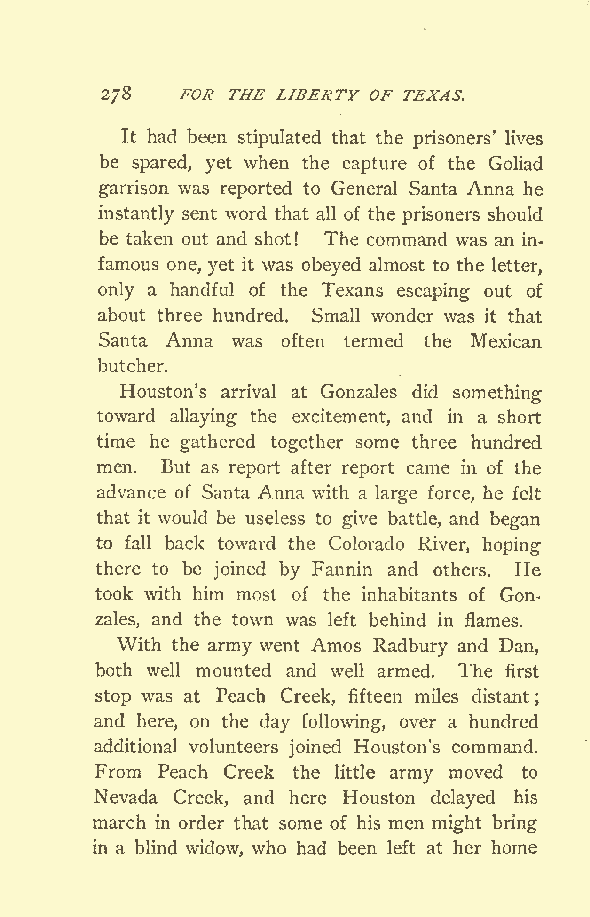 278 FOR THE LIBERTY OF TEXAS.
It had been stipulated that the prisoners' lives
be spared, yet when the capture of the Goliad
garrison was reported to General Santa Anna he
instantly sent word that all of the prisoners should
be taken out and shot! The command was an in-
famous one, yet it was obeyed almost to the letter,
only a handful of the Texans escaping out of
about three hundred. Small wonder was it that
Santa Anna was often termed the Mexican
butcher.
Houston's arrival at Gonzales did something
toward allaying the excitement, and in a short
time he gathered together some three hundred
men. But as report after report came in of the
advance of Santa Anna with a large force, he felt
that it would be useless to give battle, and began
to fall back toward the Colorado River, hoping
there to be joined by Fannin and others. He
took with him most of the inhabitants of Gon-
zales, and the town was left behind in flames.
With the army went Amos Radbury and Dan,
both well mounted and well armed. The first
stop was at Peach Creek, fifteen miles distant;
and here, on the day following, over a hundred
additional volunteers joined Houston's command.
From Peach Creek the little army moved to
Nevada Creek, and here Houston delayed his
march in order that some of his men might bring
in a blind widow, who had been left at her home